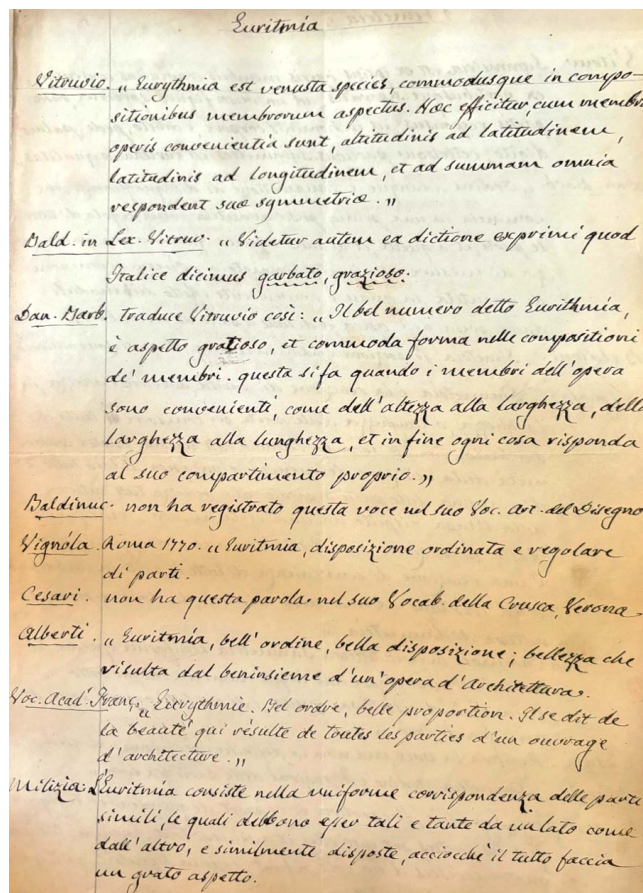 Euritmia
Vitruvio. „ Eurythmia est venusta species, commodusque in compo-
sitionibus membrorum aspectus. Hæc efficitur, cum membra
operis convenientia sunt, altitudinis ad latitudinem,
latitudinis ad longitudinem, et ad summam omnia
respondent suæ symmetriæ. „
Bald. in Lex. Vitruv. „ Videtur autem ea dictione exprimi quod
Italice dicimus garbato, grazioso.
Dan. Barb. traduce Vitruvio così: „ Il bel numero detto Eurithmia,
è aspetto gratioso, et commoda forma nelle compositioni
de' membri. questa si fa quando i membri dell'opera
sono convenienti, come dell'altezza alla larghezza, della
larghezza alla lunghezza, et in fine ogni cosa risponda
al suo compartimento proprio. „
Baldinuc. non ha registrato questa voce nel suo Voc. Art. del Disegno
Vignóla. Roma 1770. „ Euritmia, disposizione ordinata e regolare
di parti.
Cesari. non ha questa parola nel suo Vocab. della Crusca, Verona
Alberti. „ Euritmía, bell' ordine, bella disposizione; bellezza che
risulta dal beninsieme d'un'opera d'Architettura.
Voc. Acad. Franç. „ Eurythmie. Bel ordre, belle proportion. Il se dit de
la beauté qui résulte de toutes les parties d'un ouvrage
d'architecture. „
Milizia. L'Euritmía consiste nella uniforme corrispondenza delle parti
simili, le quali debbono esser tali e tante da un lato come
dall'altro, e similmente disposte, acciocchè il tutto faccia
un grato aspetto.